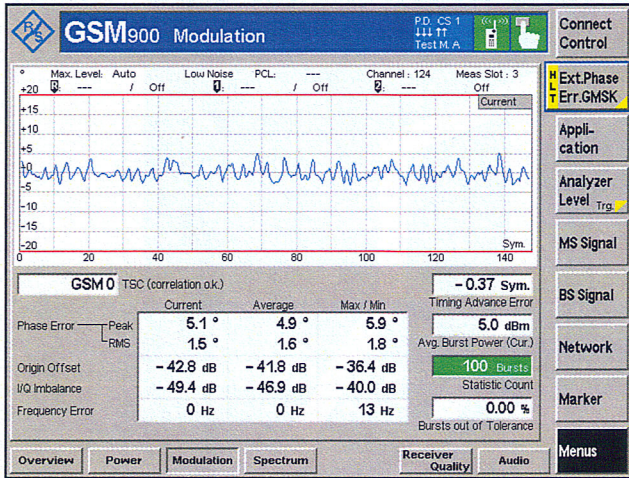 R&S GSM900 Modulation P.D. CS 1
Test M. A
Connect Control
° Max. Level: Auto Low Noise PCL: --- Channel : 124 Meas Slot : 3
R: --- / Off 1: --- / Off 2: --- Off
Current
+20
+15
+10
+5
±0
-5
-10
-15
-20
Sym.
0 20 40 60 80 100 120 140
H L T Ext.Phase Err.GMSK
Appli- cation
Analyzer Level Trg.
MS Signal
BS Signal
Network
Marker
Menus
GSM 0 TSC (correlation o.k.)
Current Average Max / Min
Phase Error Peak 5.1 ° 4.9 ° 5.9 °
RMS 1.5 ° 1.6 ° 1.8 °
Origin Offset - 42.8 dB - 41.8 dB - 36.4 dB
I/Q Imbalance - 49.4 dB - 46.9 dB - 40.0 dB
Frequency Error 0 Hz 0 Hz 13 Hz
- 0.37 Sym.
Timing Advance Error
5.0 dBm
Avg. Burst Power (Cur.)
100 Bursts
Statistic Count
0.00 %
Bursts out of Tolerance
Overview Power Modulation Spectrum Receiver Quality Audio